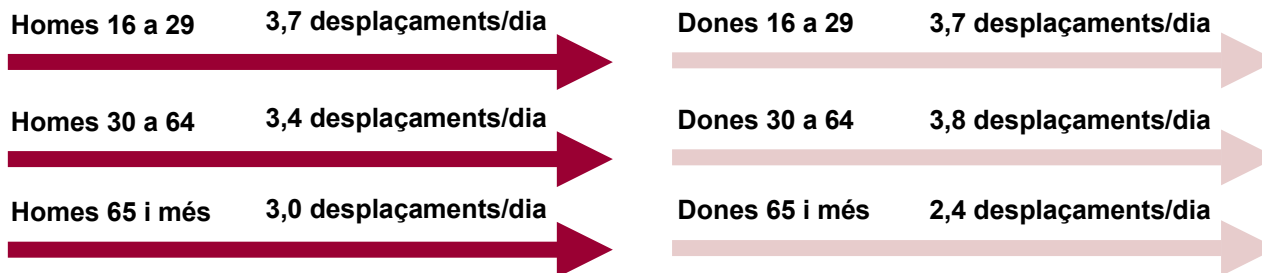 Homes 16 a 29 3,7 desplaçaments/dia Dones 16 a 29 3,7 desplaçaments/dia
Homes 30 a 64 3,4 desplaçaments/dia Dones 30 a 64 3,8 desplaçaments/dia
Homes 65 i més 3,0 desplaçaments/dia Dones 65 i més 2,4 desplaçaments/dia